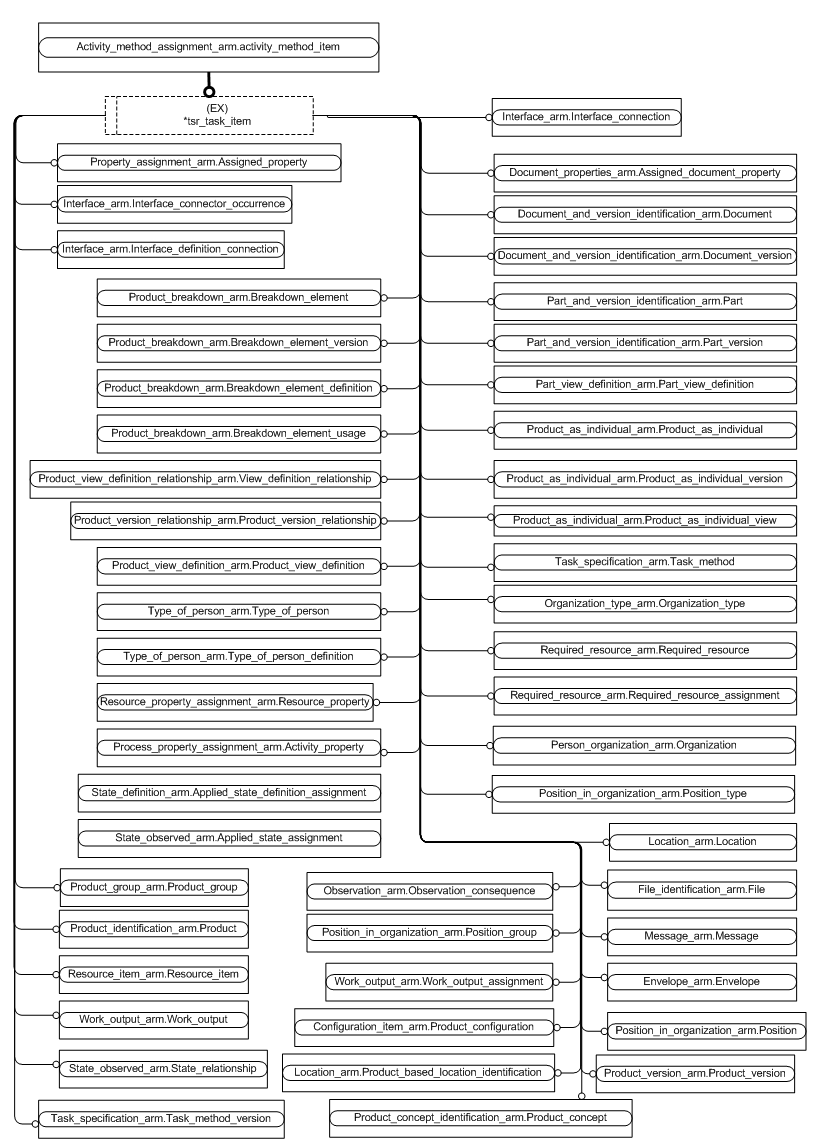 Activity_method_assignment_arm.activity_method_item
(EX)
*tsr_task_item
Interface_arm.Interface_connection
Property_assignment_arm.Assigned_property
Interface_arm.Interface_connector_occurrence
Interface_arm.Interface_definition_connection
Document_properties_arm.Assigned_document_property
Document_and_version_identification_arm.Document
Document_and_version_identification_arm.Document_version
Product_breakdown_arm.Breakdown_element
Product_breakdown_arm.Breakdown_element_version
Product_breakdown_arm.Breakdown_element_definition
Product_breakdown_arm.Breakdown_element_usage
Product_view_definition_relationship_arm.View_definition_relationship
Product_version_relationship_arm.Product_version_relationship
Product_view_definition_arm.Product_view_definition
Type_of_person_arm.Type_of_person
Type_of_person_arm.Type_of_person_definition
Resource_property_assignment_arm.Resource_property
Process_property_assignment_arm.Activity_property
State_definition_arm.Applied_state_definition_assignment
State_observed_arm.Applied_state_assignment
Part_and_version_identification_arm.Part
Part_and_version_identification_arm.Part_version
Part_view_definition_arm.Part_view_definition
Product_as_individual_arm.Product_as_individual
Product_as_individual_arm.Product_as_individual_version
Product_as_individual_arm.Product_as_individual_view
Task_specification_arm.Task_method
Organization_type_arm.Organization_type
Required_resource_arm.Required_resource
Required_resource_arm.Required_resource_assignment
Person_organization_arm.Organization
Position_in_organization_arm.Position_type
Product_group_arm.Product_group
Product_identification_arm.Product
Resource_item_arm.Resource_item
Work_output_arm.Work_output
State_observed_arm.State_relationship
Task_specification_arm.Task_method_version
Observation_arm.Observation_consequence
Position_in_organization_arm.Position_group
Work_output_arm.Work_output_assignment
Configuration_item_arm.Product_configuration
Location_arm.Product_based_location_identification
Product_concept_identification_arm.Product_concept
Location_arm.Location
File_identification_arm.File
Message_arm.Message
Envelope_arm.Envelope
Position_in_organization_arm.Position
Product_version_arm.Product_version